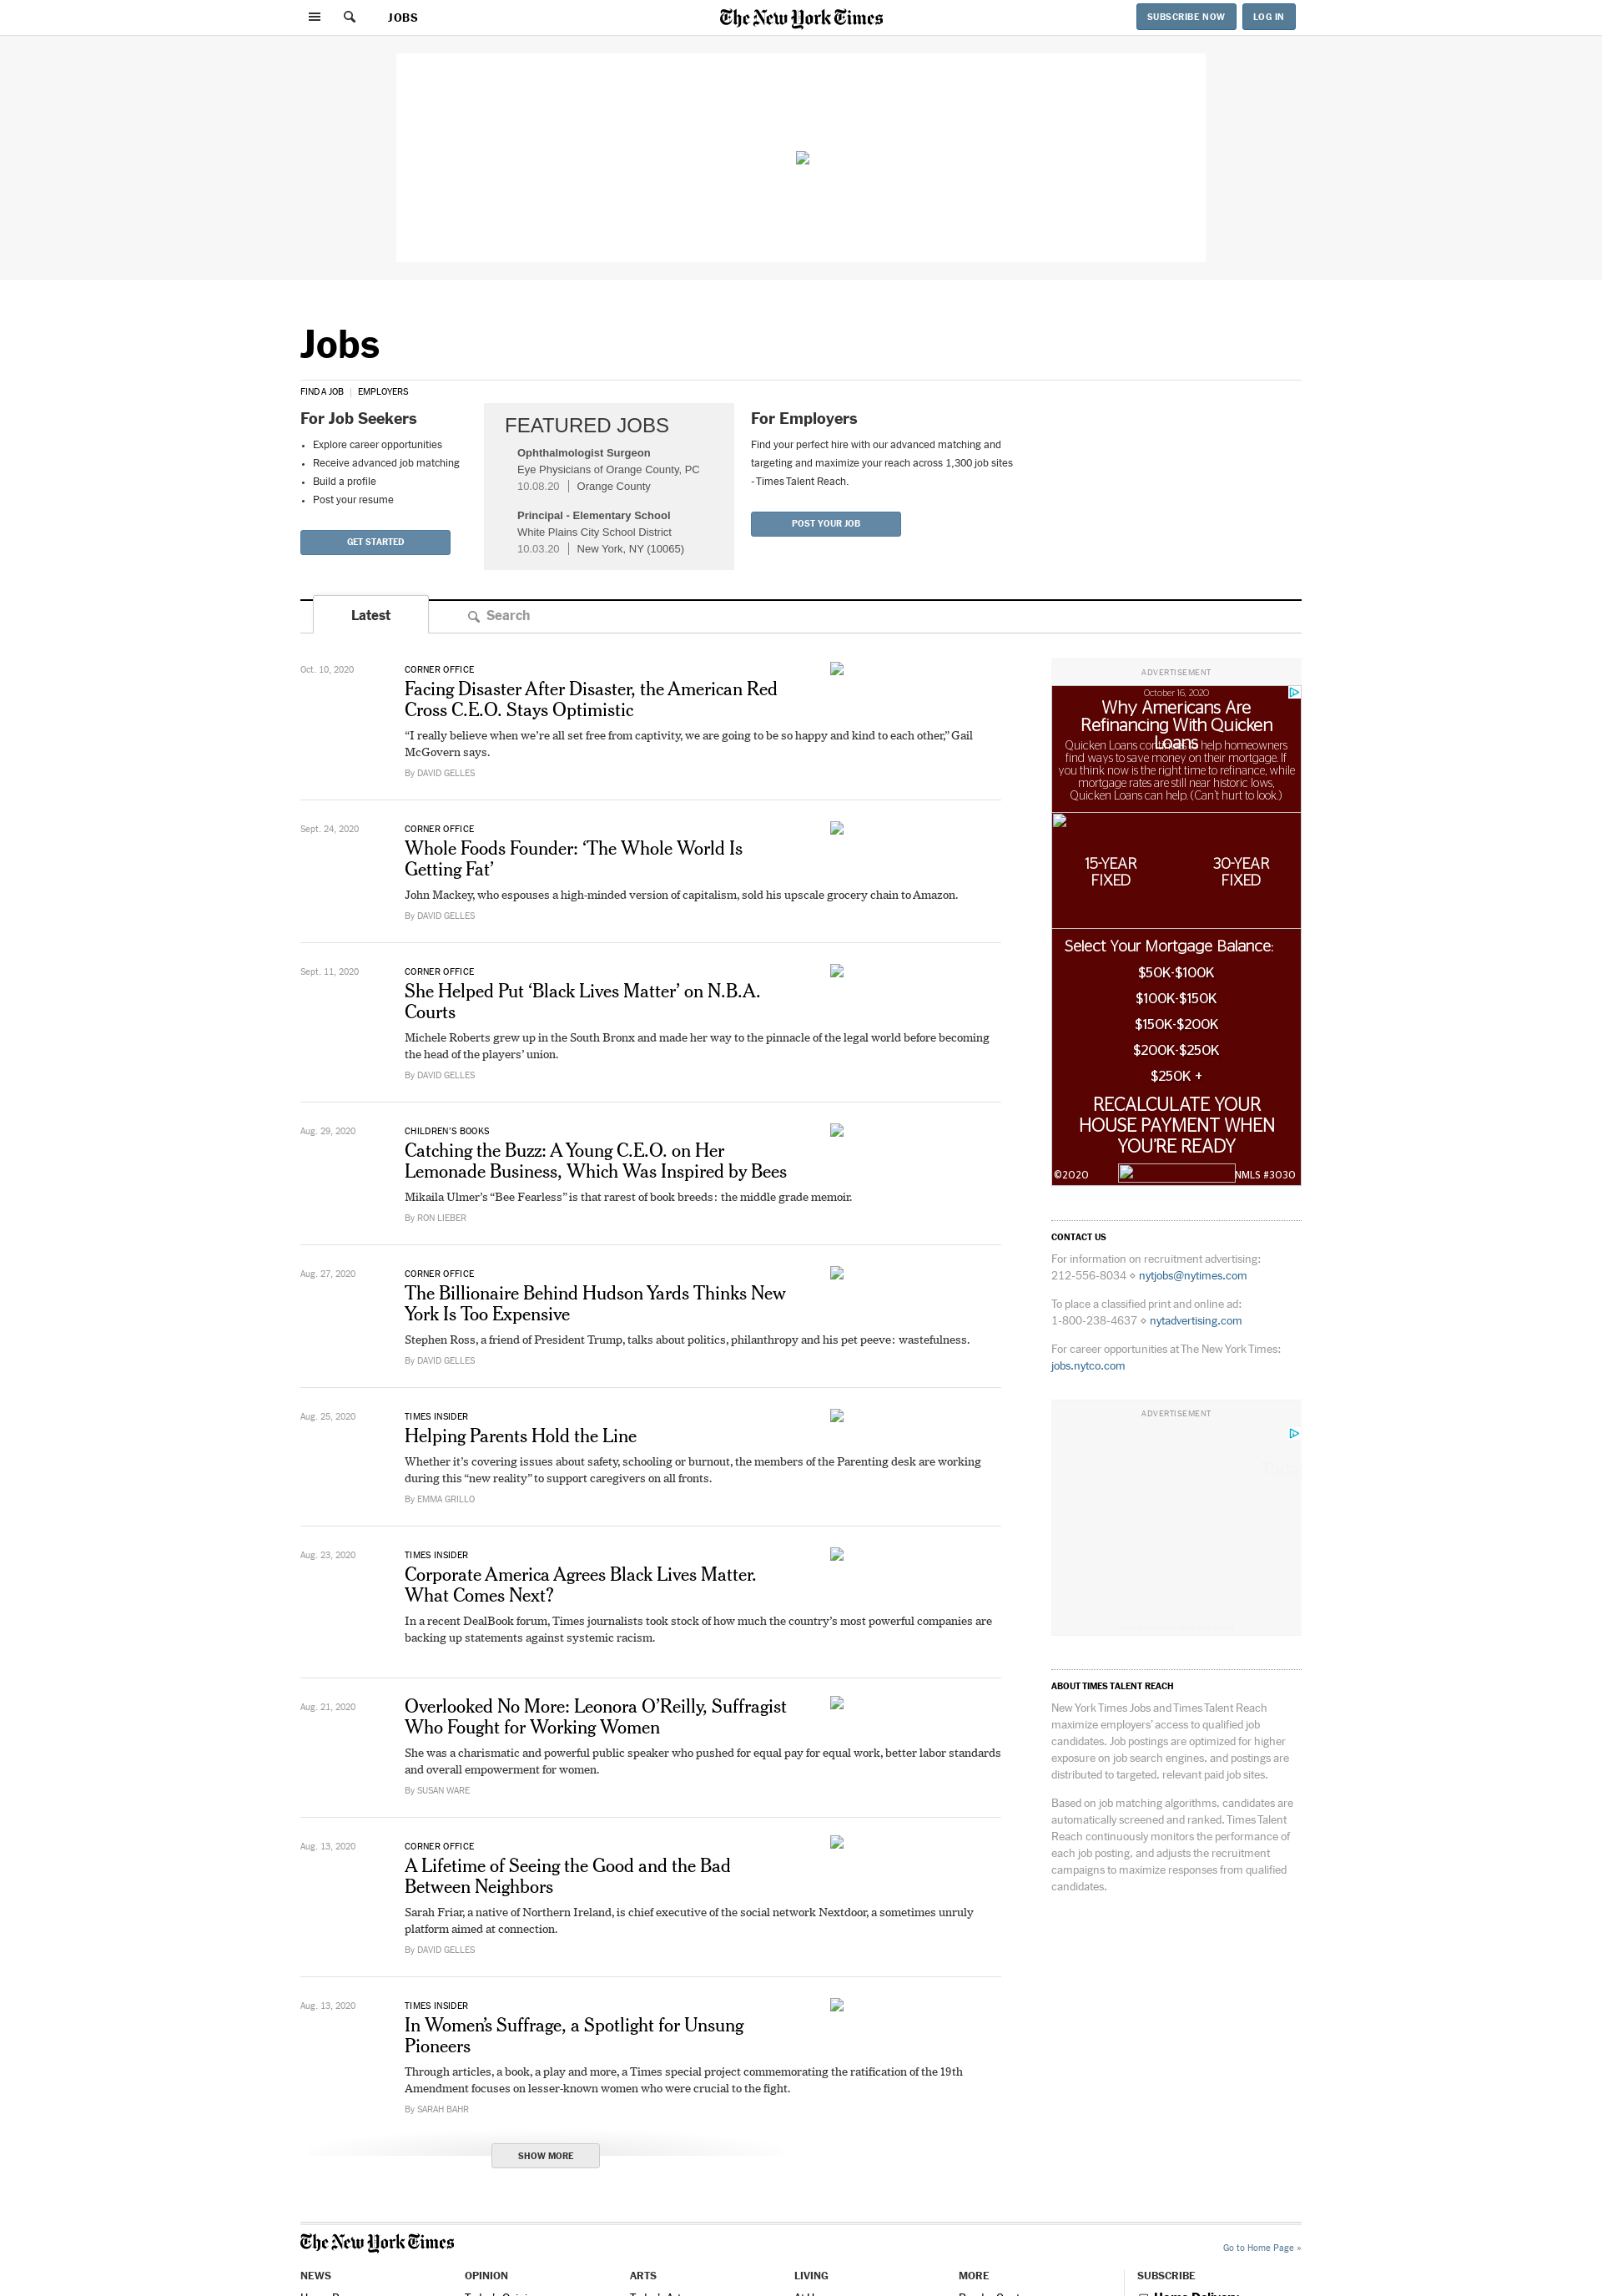 JOBS
The New York Times
SUBSCRIBE NOW
LOG IN
Jobs
FIND A JOB | EMPLOYERS
For Job Seekers
• Explore career opportunities
• Receive advanced job matching
• Build a profile
• Post your resume
GET STARTED
FEATURED JOBS
Ophthalmologist Surgeon
Eye Physicians of Orange County, PC
10.08.20 | Orange County
Principal - Elementary School
White Plains City School District
10.03.20 | New York, NY (10065)
For Employers
Find your perfect hire with our advanced matching and
targeting and maximize your reach across 1,300 job sites
- Times Talent Reach.
POST YOUR JOB
Latest
Search
Oct. 10, 2020
CORNER OFFICE
Facing Disaster After Disaster, the American Red
Cross C.E.O. Stays Optimistic
“I really believe when we’re all set free from captivity, we are going to be so happy and kind to each other,” Gail
McGovern says.
By DAVID GELLES
Sept. 24, 2020
CORNER OFFICE
Whole Foods Founder: ‘The Whole World Is
Getting Fat’
John Mackey, who espouses a high-minded version of capitalism, sold his upscale grocery chain to Amazon.
By DAVID GELLES
Sept. 11, 2020
CORNER OFFICE
She Helped Put ‘Black Lives Matter’ on N.B.A.
Courts
Michele Roberts grew up in the South Bronx and made her way to the pinnacle of the legal world before becoming
the head of the players’ union.
By DAVID GELLES
Aug. 29, 2020
CHILDREN’S BOOKS
Catching the Buzz: A Young C.E.O. on Her
Lemonade Business, Which Was Inspired by Bees
Mikaila Ulmer’s “Bee Fearless” is that rarest of book breeds: the middle grade memoir.
By RON LIEBER
Aug. 27, 2020
CORNER OFFICE
The Billionaire Behind Hudson Yards Thinks New
York Is Too Expensive
Stephen Ross, a friend of President Trump, talks about politics, philanthropy and his pet peeve: wastefulness.
By DAVID GELLES
Aug. 25, 2020
TIMES INSIDER
Helping Parents Hold the Line
Whether it’s covering issues about safety, schooling or burnout, the members of the Parenting desk are working
during this “new reality” to support caregivers on all fronts.
By EMMA GRILLO
Aug. 23, 2020
TIMES INSIDER
Corporate America Agrees Black Lives Matter.
What Comes Next?
In a recent DealBook forum, Times journalists took stock of how much the country’s most powerful companies are
backing up statements against systemic racism.
Aug. 21, 2020
Overlooked No More: Leonora O’Reilly, Suffragist
Who Fought for Working Women
She was a charismatic and powerful public speaker who pushed for equal pay for equal work, better labor standards
and overall empowerment for women.
By SUSAN WARE
Aug. 13, 2020
CORNER OFFICE
A Lifetime of Seeing the Good and the Bad
Between Neighbors
Sarah Friar, a native of Northern Ireland, is chief executive of the social network Nextdoor, a sometimes unruly
platform aimed at connection.
By DAVID GELLES
Aug. 13, 2020
TIMES INSIDER
In Women’s Suffrage, a Spotlight for Unsung
Pioneers
Through articles, a book, a play and more, a Times special project commemorating the ratification of the 19th
Amendment focuses on lesser-known women who were crucial to the fight.
By SARAH BAHR
SHOW MORE
ADVERTISEMENT
October 16, 2020
Why Americans Are
Refinancing With Quicken
Loans
Quicken Loans continues to help homeowners
find ways to save money on their mortgage. If
you think now is the right time to refinance, while
mortgage rates are still near historic lows,
Quicken Loans can help. (Can’t hurt to look.)
15-YEAR
FIXED
30-YEAR
FIXED
Select Your Mortgage Balance:
$50K-$100K
$100K-$150K
$150K-$200K
$200K-$250K
$250K +
RECALCULATE YOUR
HOUSE PAYMENT WHEN
YOU’RE READY
©2020
NMLS #3030
CONTACT US
For information on recruitment advertising:
212-556-8034 ⋄ nytjobs@nytimes.com
To place a classified print and online ad:
1-800-238-4637 ⋄ nytadvertising.com
For career opportunities at The New York Times:
jobs.nytco.com
ADVERTISEMENT
ABOUT TIMES TALENT REACH
New York Times Jobs and Times Talent Reach
maximize employers’ access to qualified job
candidates. Job postings are optimized for higher
exposure on job search engines, and postings are
distributed to targeted, relevant paid job sites.
Based on job matching algorithms, candidates are
automatically screened and ranked. Times Talent
Reach continuously monitors the performance of
each job posting, and adjusts the recruitment
campaigns to maximize responses from qualified
candidates.
The New York Times
Go to Home Page »
NEWS
OPINION
ARTS
LIVING
MORE
SUBSCRIBE